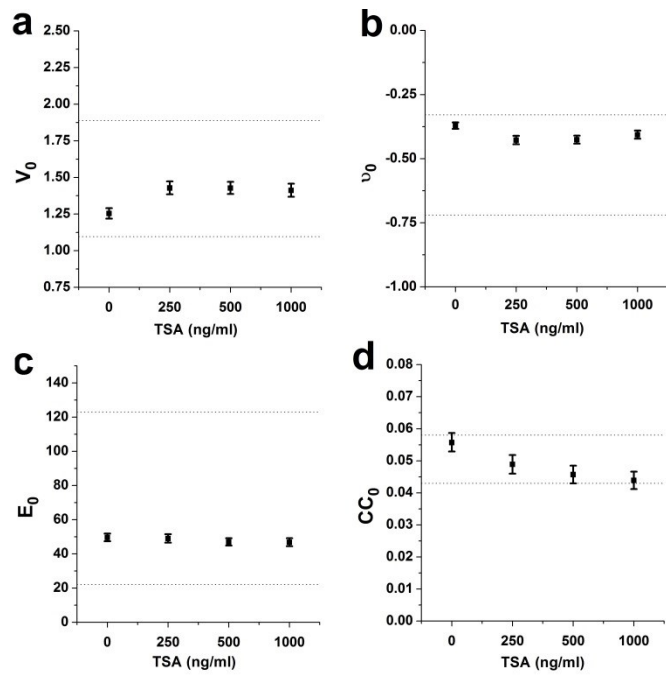 a
2.50
2.25
2.00
1.75
1.50
1.25
1.00
0.75
V0
0 250 500 1000
TSA (ng/ml)
b
0.00
-0.25
-0.50
-0.75
-1.00
υ0
0 250 500 1000
TSA (ng/ml)
c
140
120
100
80
60
40
20
0
E0
0 250 500 1000
TSA (ng/ml)
d
0.08
0.07
0.06
0.05
0.04
0.03
0.02
0.01
0.00
CC0
0 250 500 1000
TSA (ng/ml)